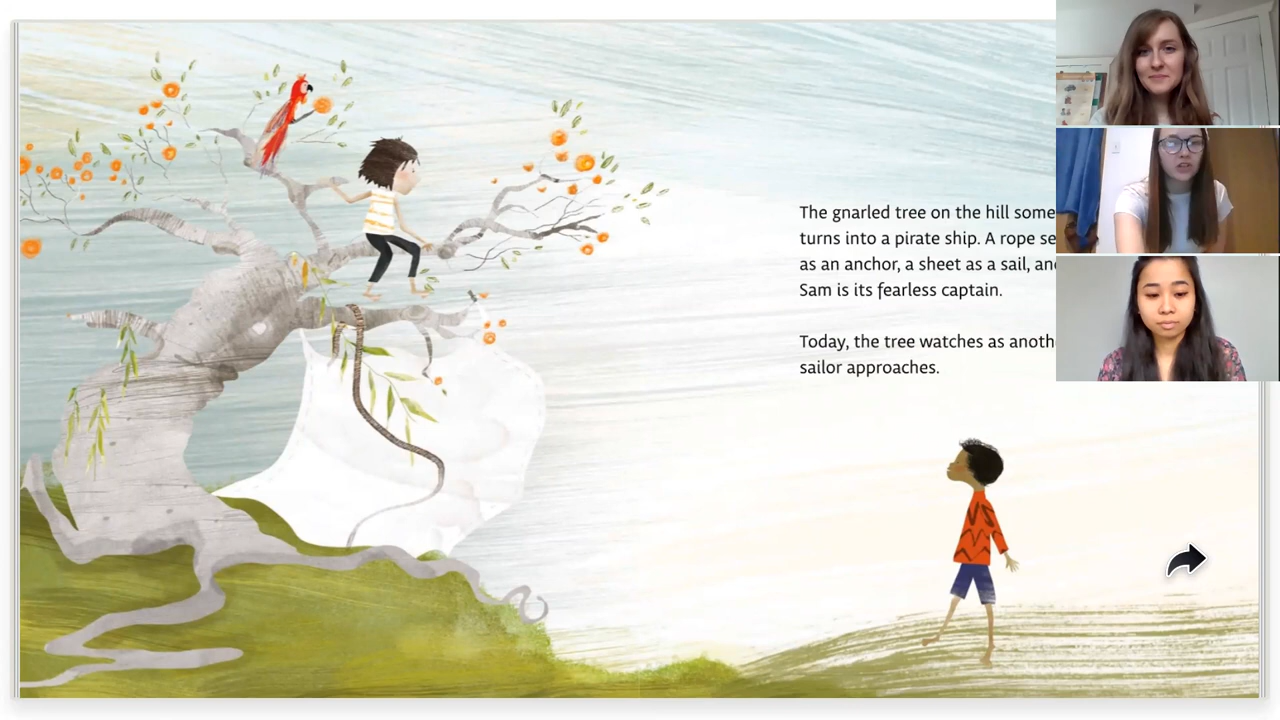 The gnarled tree on the hill some
turns into a pirate ship. A rope se
as an anchor, a sheet as a sail, and
Sam is its fearless captain.
Today, the tree watches as anoth
sailor approaches.